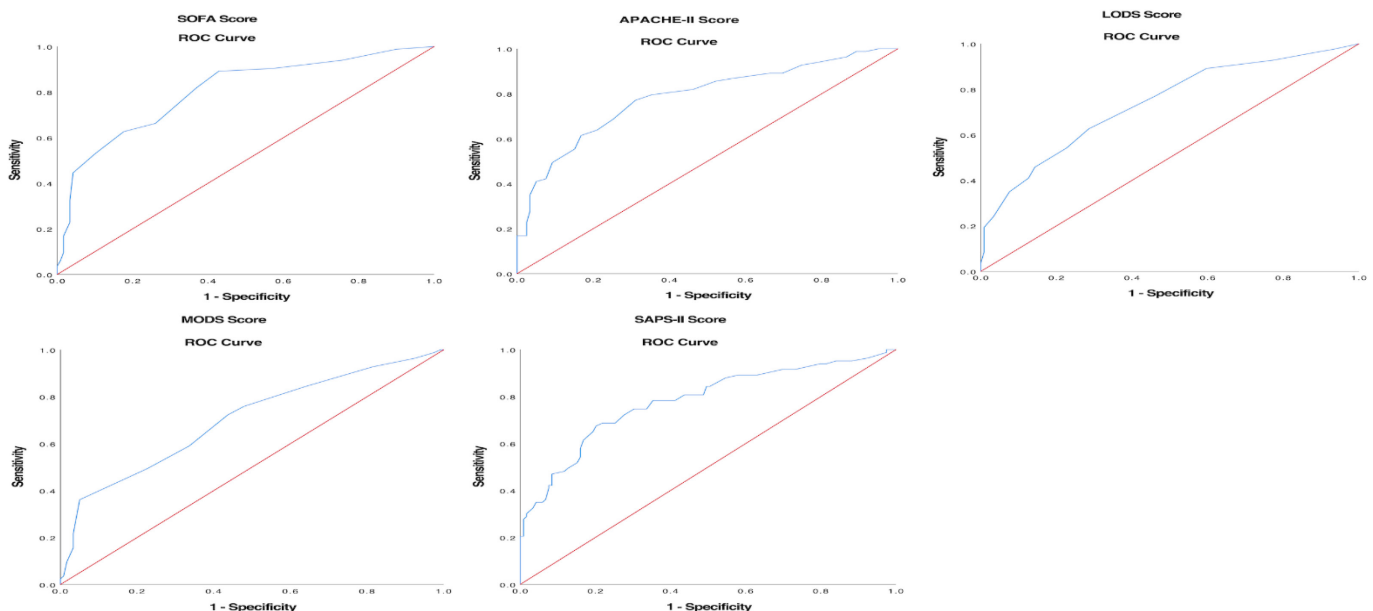 SOFA Score
ROC Curve
1.0
0.8
0.6
0.4
0.2
0.0
Sensitivity
0.0 0.2 0.4 0.6 0.8 1.0
1 - Specificity
APACHE-II Score
ROC Curve
1.0
0.8
0.6
0.4
0.2
0.0
Sensitivity
0.0 0.2 0.4 0.6 0.8 1.0
1 - Specificity
LODS Score
ROC Curve
1.0
0.8
0.6
0.4
0.2
0.0
Sensitivity
0.0 0.2 0.4 0.6 0.8 1.0
1 - Specificity
MODS Score
ROC Curve
1.0
0.8
0.6
0.4
0.2
0.0
Sensitivity
0.0 0.2 0.4 0.6 0.8 1.0
1 - Specificity
SAPS-II Score
ROC Curve
1.0
0.8
0.6
0.4
0.2
0.0
Sensitivity
0.0 0.2 0.4 0.6 0.8 1.0
1 - Specificity